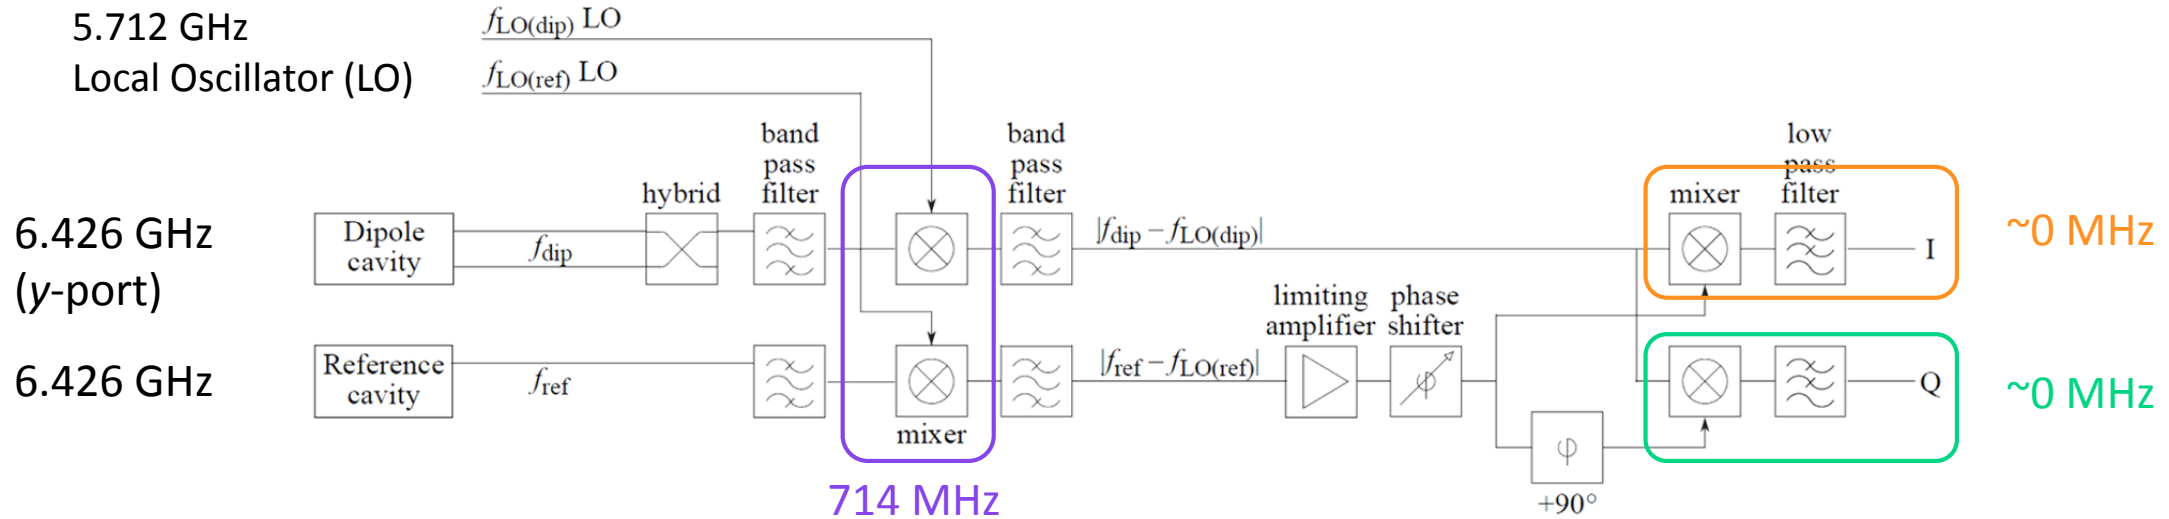 5.712 GHz
Local Oscillator (LO)
fLO(dip) LO
fLO(ref) LO
band
pass
filter
band
pass
filter
low
pass
filter
hybrid
mixer
6.426 GHz
(y-port)
Dipole
cavity
fdip
|fdip – fLO(dip)|
I
~0 MHz
limiting
amplifier
phase
shifter
6.426 GHz
Reference
cavity
fref
mixer
|fref – fLO(ref)|
φ
Q
~0 MHz
φ
+90°
714 MHz